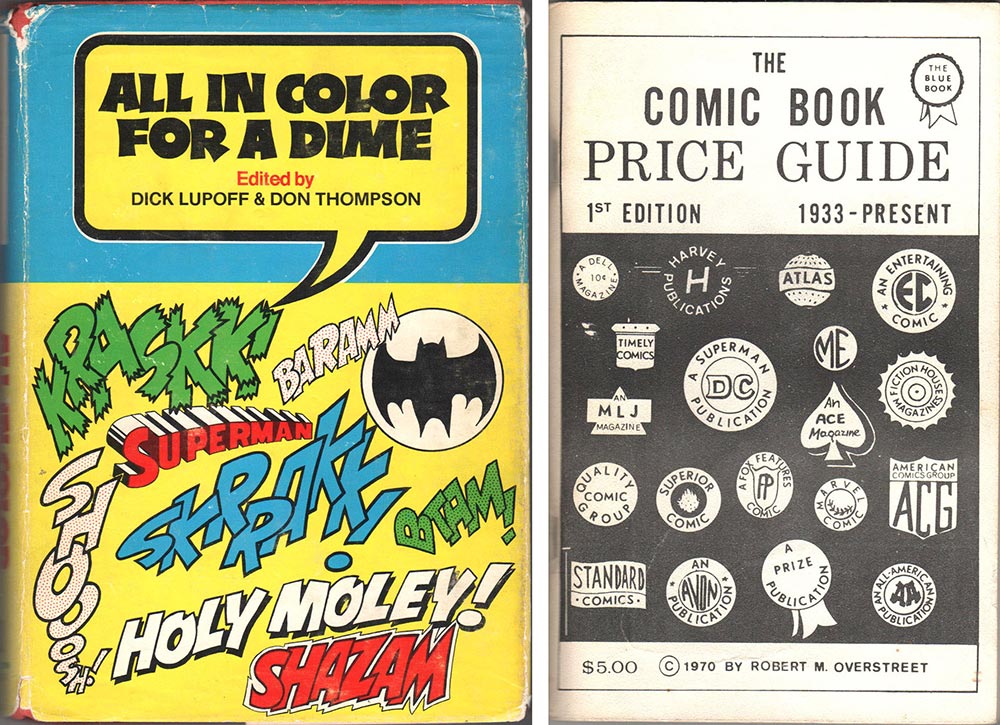 ALL IN COLOR
FOR A DIME
Edited by
DICK LUPOFF & DON THOMPSON
KRASKK!
BARAMM
SUPERMAN
SKRRAKK!
BTAM!
SHOOOOSH!
HOLY MOLEY!
SHAZAM
THE
COMIC BOOK
PRICE GUIDE
THE
BLUE
BOOK
1ST EDITION 1933-PRESENT
A DELL
10¢
MAGAZINE
HARVEY
H
PUBLICATIONS
ATLAS
AN ENTERTAINING
EC
COMIC
TIMELY
COMICS
A SUPERMAN
DC
PUBLICATION
ME
FICTION HOUSE
MAGAZINES
AN
MLJ
MAGAZINE
An
ACE
Magazine
QUALITY
COMIC
GROUP
SUPERIOR
COMIC
A FOX FEATURES
FP
COMIC
MARVEL
COMIC
AMERICAN
COMICS GROUP
ACG
STANDARD
COMICS
AN
AVON
PUBLICATION
A
PRIZE
PUBLICATION
AN ALL-AMERICAN
AA
PUBLICATION
$5.00 © 1970 BY ROBERT M. OVERSTREET